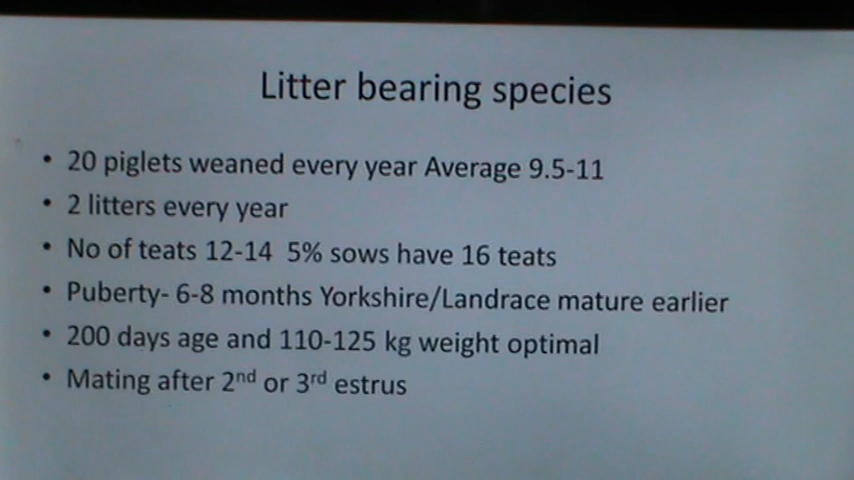 Litter bearing species
• 20 piglets weaned every year Average 9.5-11
• 2 litters every year
• No of teats 12-14  5% sows have 16 teats
• Puberty- 6-8 months Yorkshire/Landrace mature earlier
• 200 days age and 110-125 kg weight optimal
• Mating after 2nd or 3rd estrus